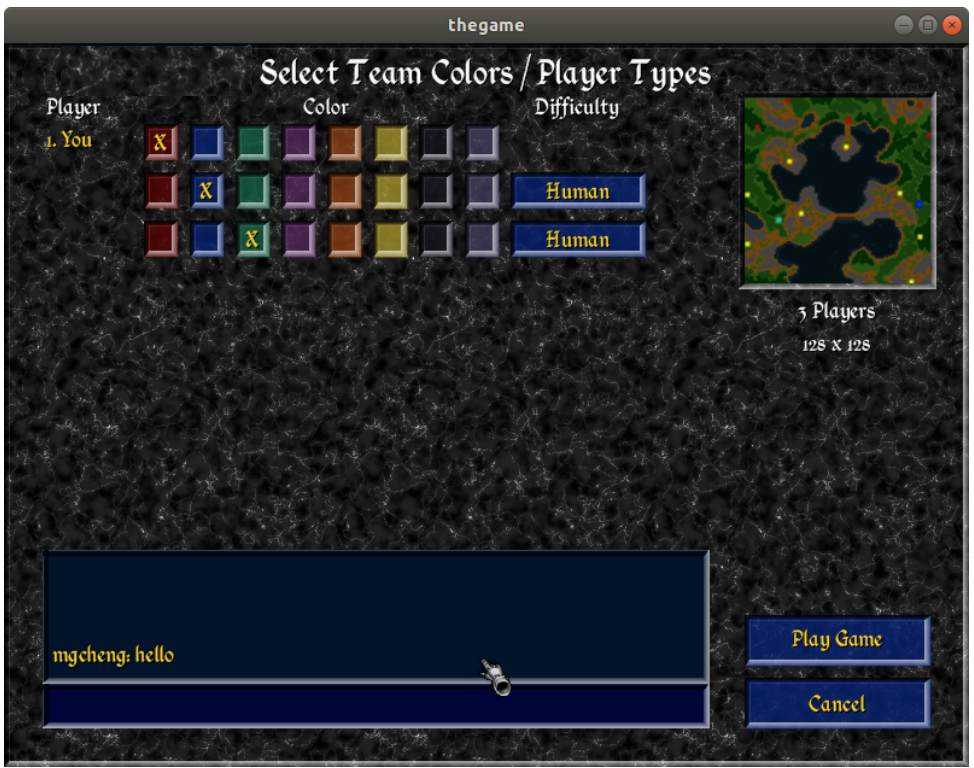 thegame
Select Team Colors / Player Types
Player Color Difficulty
1. You X
X Human
X Human
3 Players
128 x 128
mgcheng: hello
Play Game
Cancel